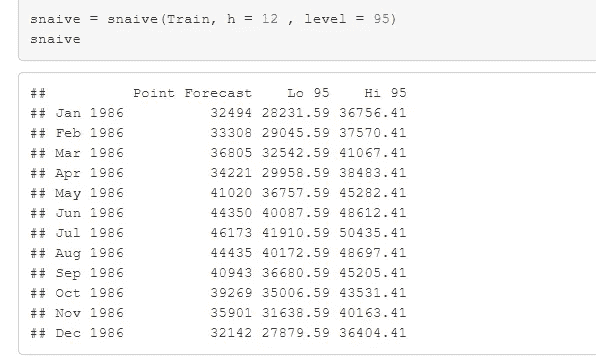 snaive = snaive(Train, h = 12 , level = 95)
snaive
##          Point Forecast    Lo 95    Hi 95
## Jan 1986          32494 28231.59 36756.41
## Feb 1986          33308 29045.59 37570.41
## Mar 1986          36805 32542.59 41067.41
## Apr 1986          34221 29958.59 38483.41
## May 1986          41020 36757.59 45282.41
## Jun 1986          44350 40087.59 48612.41
## Jul 1986          46173 41910.59 50435.41
## Aug 1986          44435 40172.59 48697.41
## Sep 1986          40943 36680.59 45205.41
## Oct 1986          39269 35006.59 43531.41
## Nov 1986          35901 31638.59 40163.41
## Dec 1986          32142 27879.59 36404.41